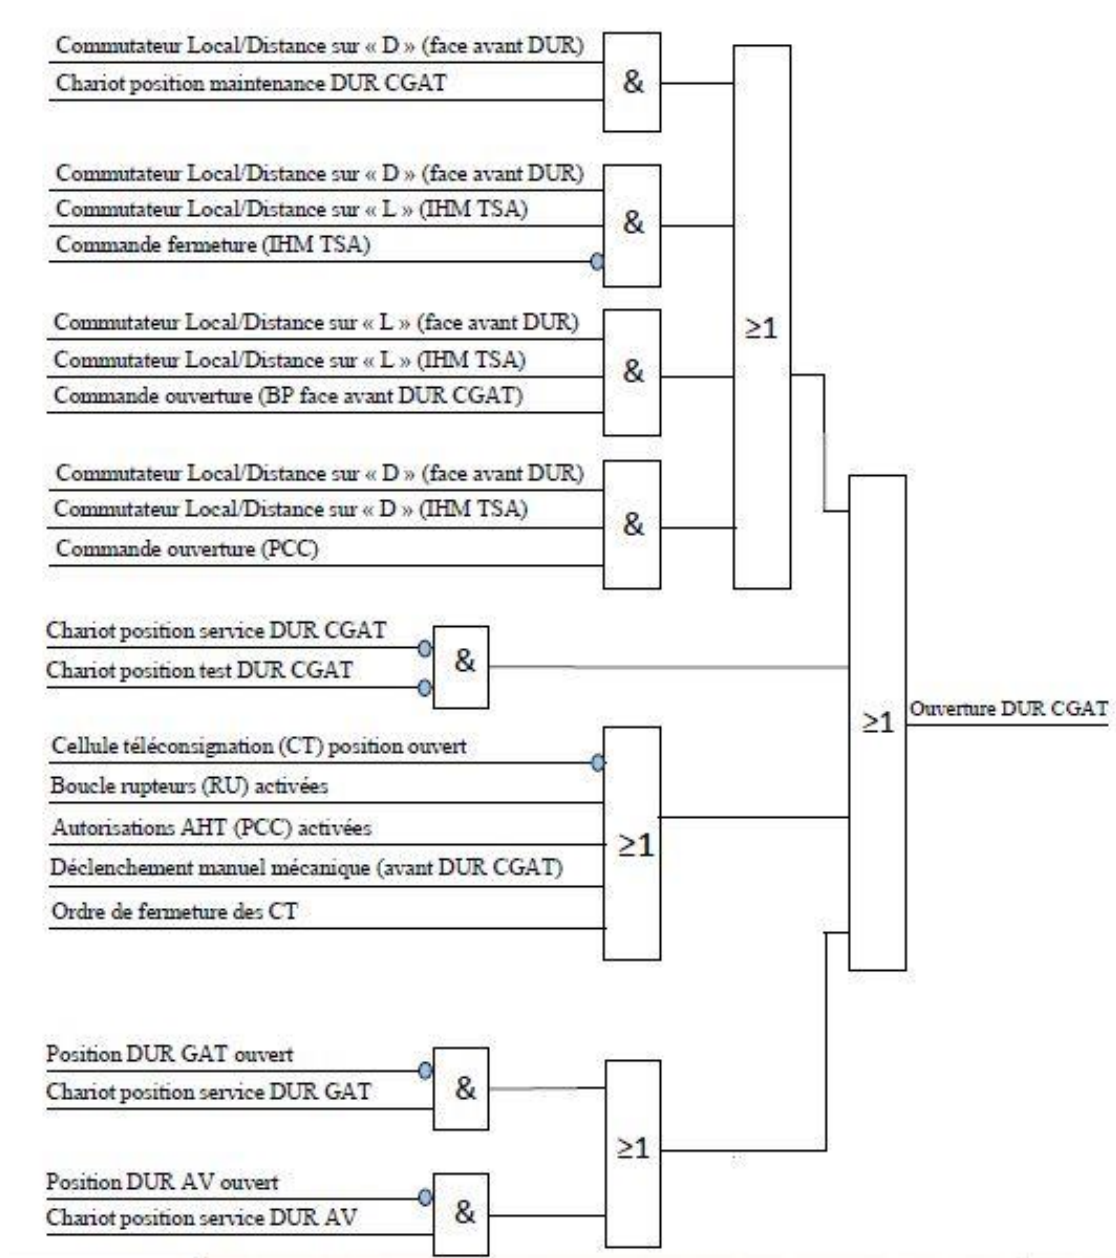 Commutateur Local/Distance sur « D » (face avant DUR)
Chariot position maintenance DUR CGAT
&
Commutateur Local/Distance sur « D » (face avant DUR)
Commutateur Local/Distance sur « L » (IHM TSA)
Commande fermeture (IHM TSA)
&
Commutateur Local/Distance sur « L » (face avant DUR)
Commutateur Local/Distance sur « L » (IHM TSA)
Commande ouverture (BP face avant DUR CGAT)
&
≥1
Commutateur Local/Distance sur « D » (face avant DUR)
Commutateur Local/Distance sur « D » (IHM TSA)
Commande ouverture (PCC)
&
Chariot position service DUR CGAT
Chariot position test DUR CGAT
&
Cellule téléconsignation (CT) position ouvert
Boucle rupteurs (RU) activées
Autorisations AHT (PCC) activées
Déclenchement manuel mécanique (avant DUR CGAT)
Ordre de fermeture des CT
≥1
≥1
Ouverture DUR CGAT
Position DUR GAT ouvert
Chariot position service DUR GAT
&
Position DUR AV ouvert
Chariot position service DUR AV
&
≥1